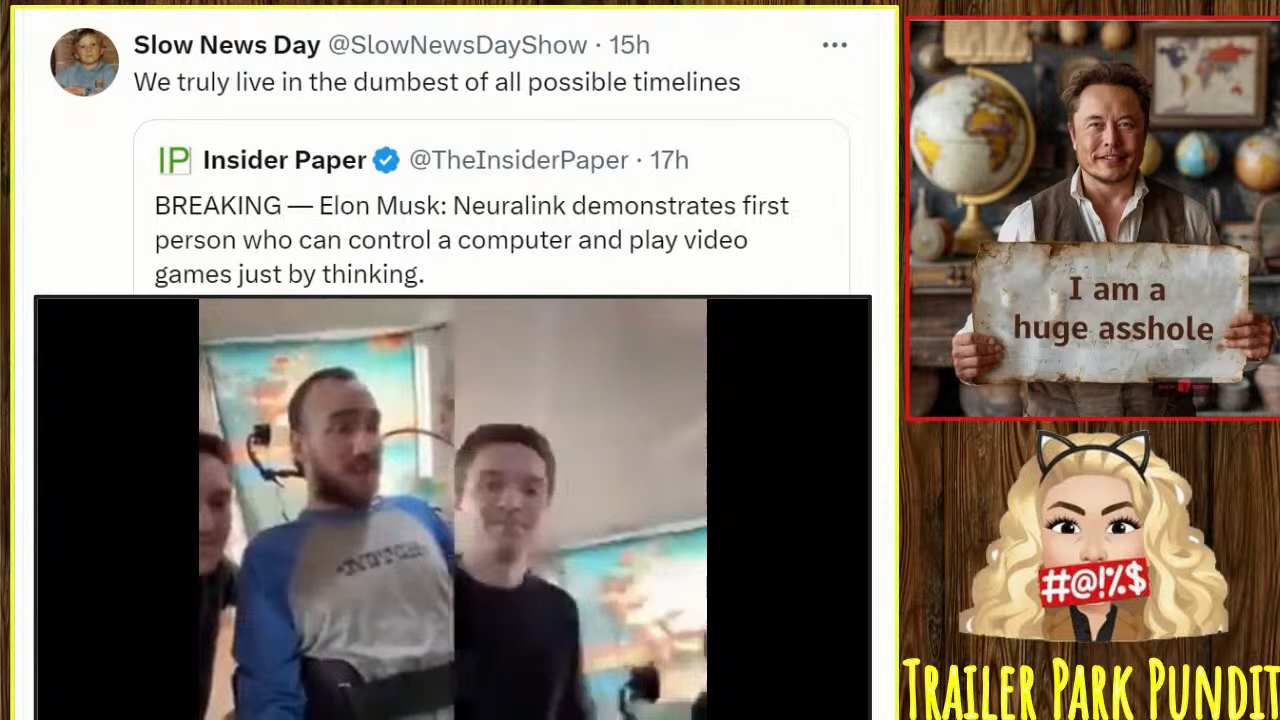 Slow News Day @SlowNewsDayShow · 15h
We truly live in the dumbest of all possible timelines
IP Insider Paper @TheInsiderPaper · 17h
BREAKING — Elon Musk: Neuralink demonstrates first
person who can control a computer and play video
games just by thinking.
I am a
huge asshole
#@!%$
TRAILER PARK PUNDIT